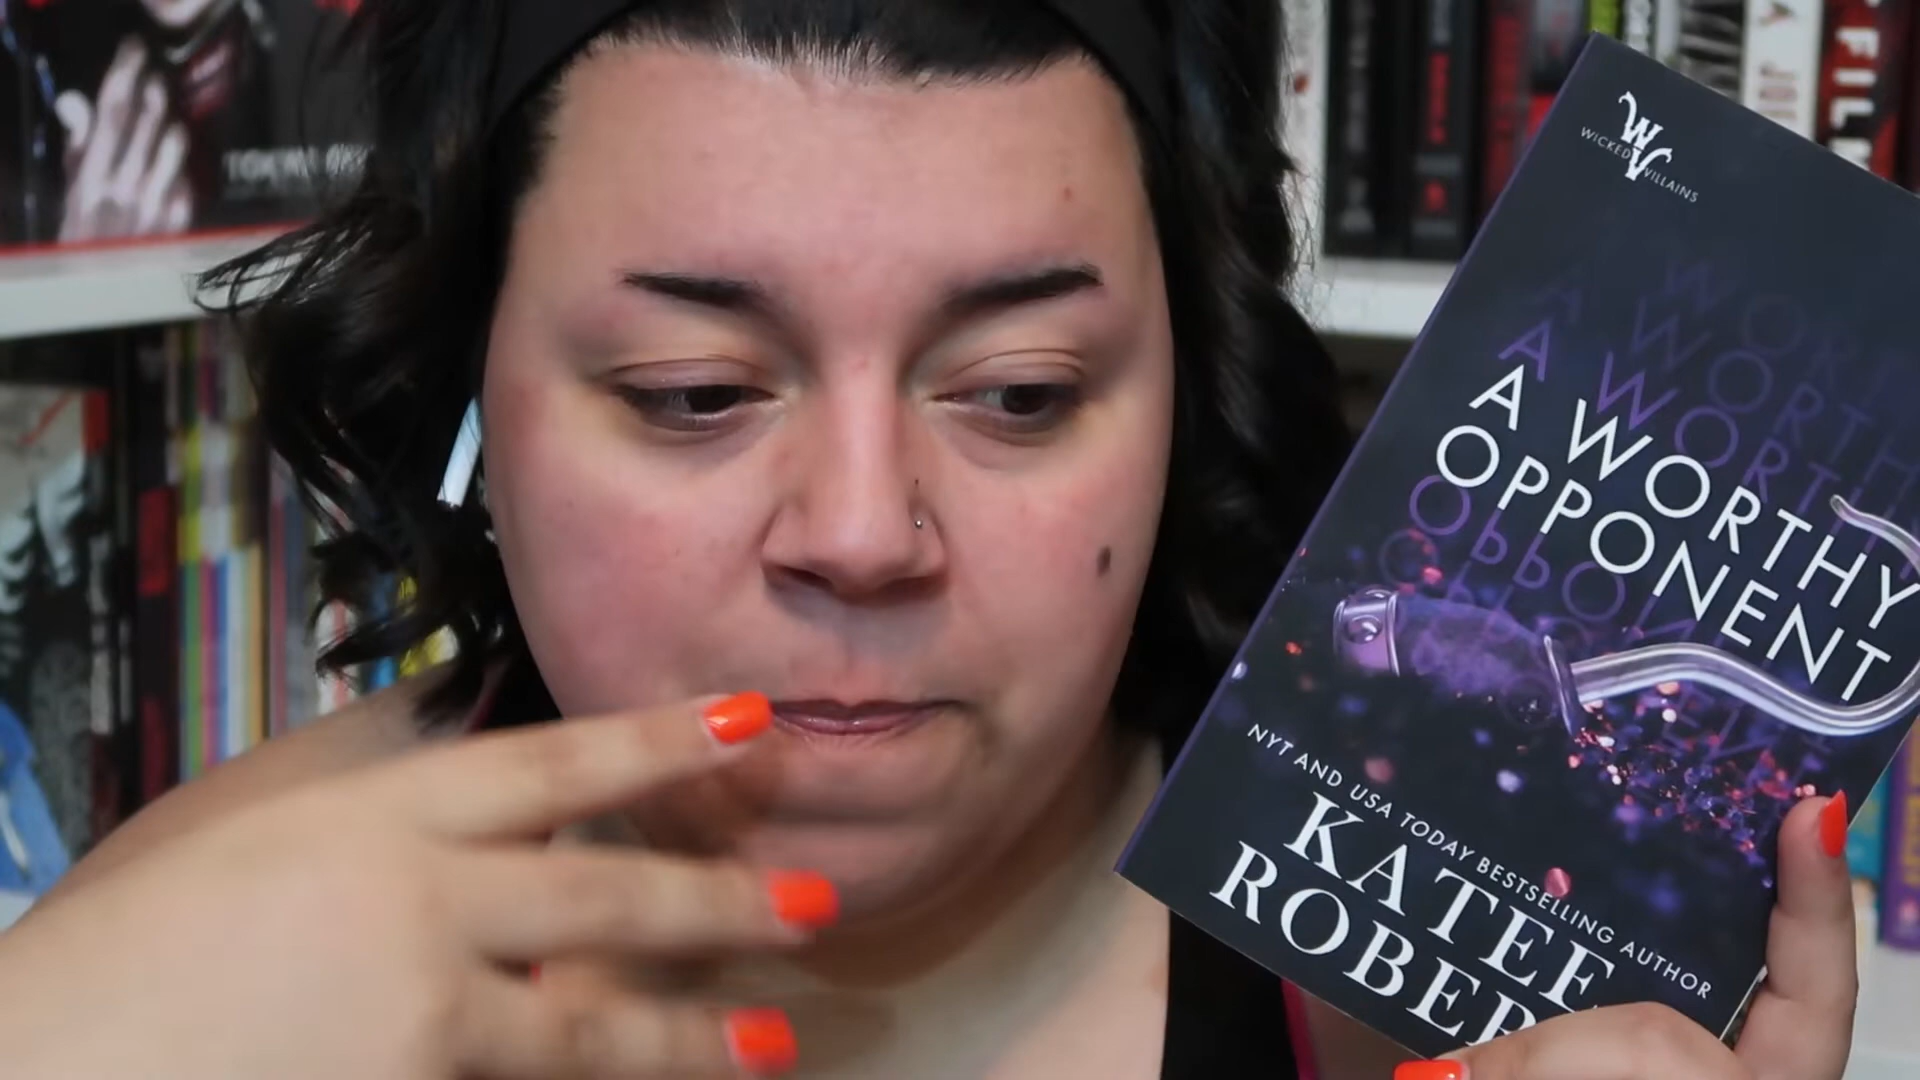 WV
WICKED VILLAINS
A WORTHY
OPPONENT
NYT AND USA TODAY BESTSELLING AUTHOR
KATEE
ROBER